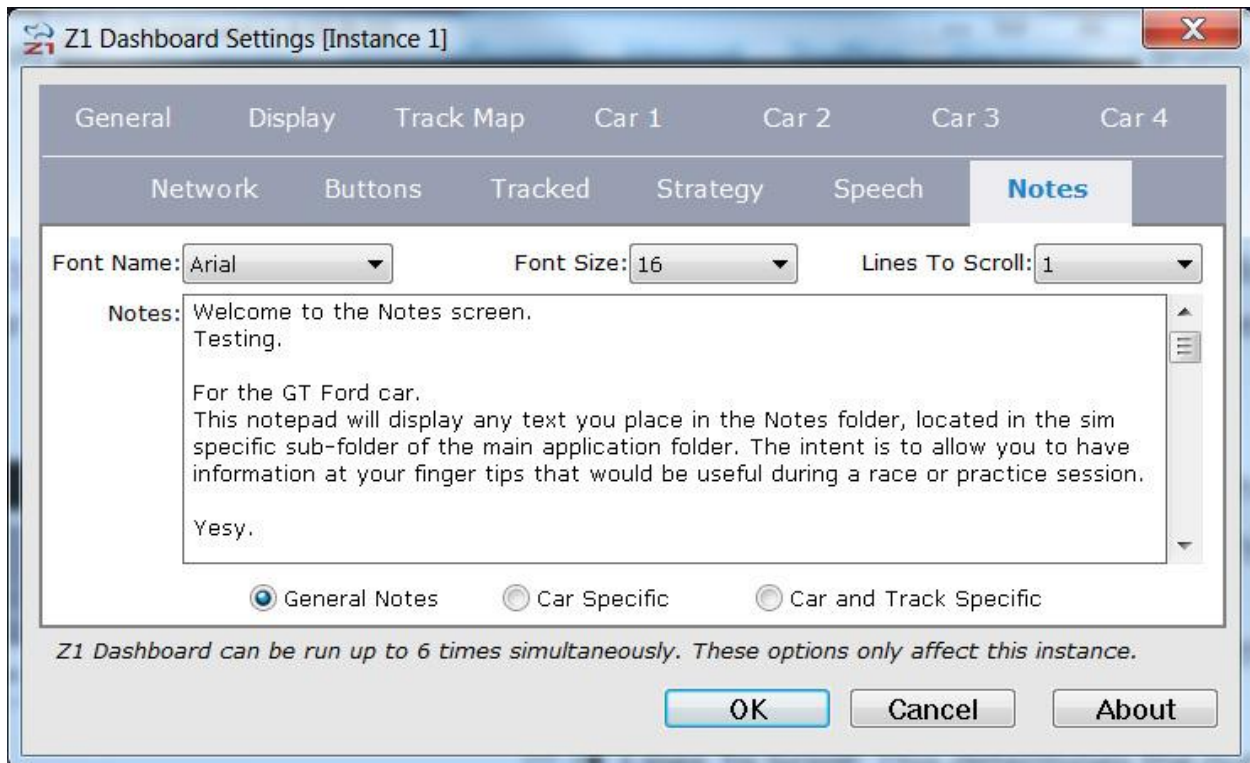 Z1 Z1 Dashboard Settings [Instance 1] X
General Display Track Map Car 1 Car 2 Car 3 Car 4
Network Buttons Tracked Strategy Speech Notes
Font Name: Arial Font Size: 16 Lines To Scroll: 1
Notes: Welcome to the Notes screen.
Testing.
For the GT Ford car.
This notepad will display any text you place in the Notes folder, located in the sim
specific sub-folder of the main application folder. The intent is to allow you to have
information at your finger tips that would be useful during a race or practice session.
Yesy.
General Notes Car Specific Car and Track Specific
Z1 Dashboard can be run up to 6 times simultaneously. These options only affect this instance.
OK Cancel About